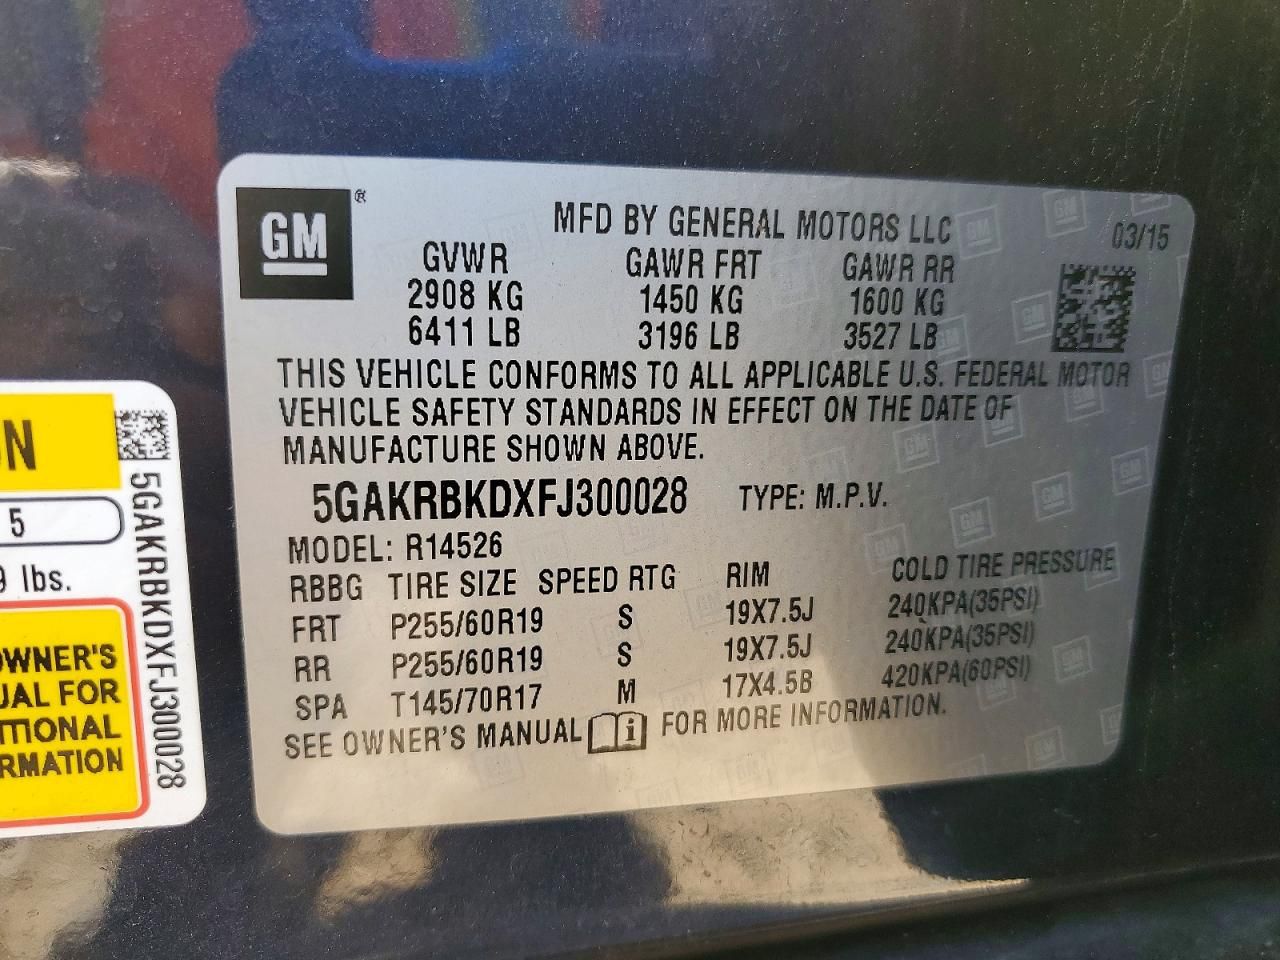 GM ®
MFD BY GENERAL MOTORS LLC
03/15
GVWR GAWR FRT GAWR RR
2908 KG 1450 KG 1600 KG
6411 LB 3196 LB 3527 LB
THIS VEHICLE CONFORMS TO ALL APPLICABLE U.S. FEDERAL MOTOR
VEHICLE SAFETY STANDARDS IN EFFECT ON THE DATE OF
MANUFACTURE SHOWN ABOVE.
5GAKRBKDXFJ300028 TYPE: M.P.V.
MODEL: R14526
RBBG TIRE SIZE SPEED RTG RIM COLD TIRE PRESSURE
FRT P255/60R19 S 19X7.5J 240KPA(35PSI)
RR P255/60R19 S 19X7.5J 240KPA(35PSI)
SPA T145/70R17 M 17X4.5B 420KPA(60PSI)
SEE OWNER'S MANUAL i FOR MORE INFORMATION.
ON
5
9 lbs.
OWNER'S
UAL FOR
ITIONAL
RMATION
5GAKRBKDXFJ300028